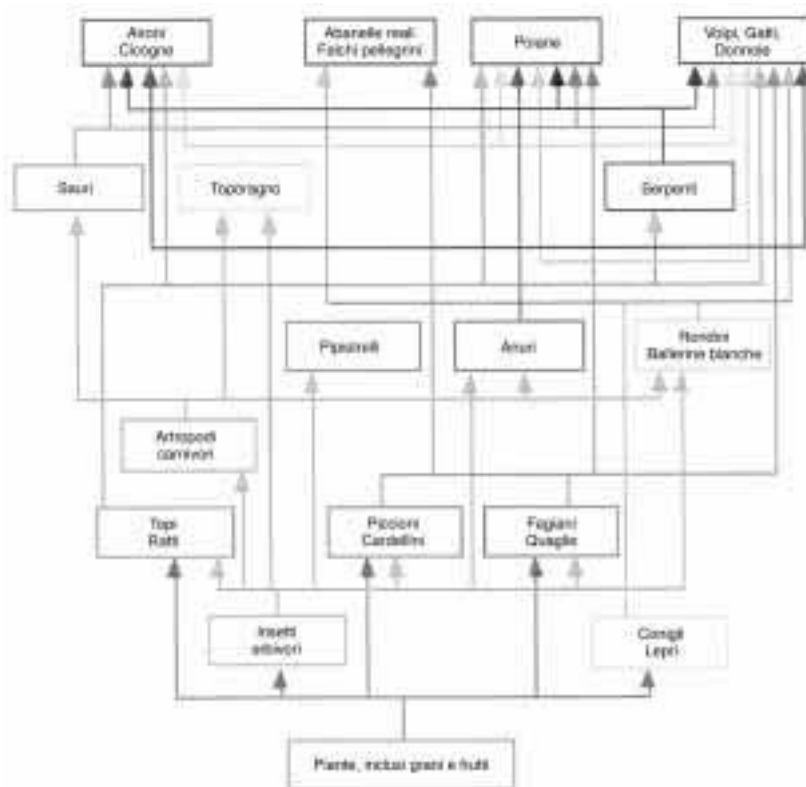 Aironi
Cicogne
Albanelle reali
Falchi pellegrini
Poiane
Volpi, Gatti,
Donnole
Sauri
Toporagno
Serpenti
Pipistrelli
Anuri
Rondini
Ballerine bianche
Artropodi
carnivori
Topi
Ratti
Piccioni
Cardellini
Fagiani
Quaglie
Insetti
erbivori
Conigli
Lepri
Piante, inclusi grani e frutti